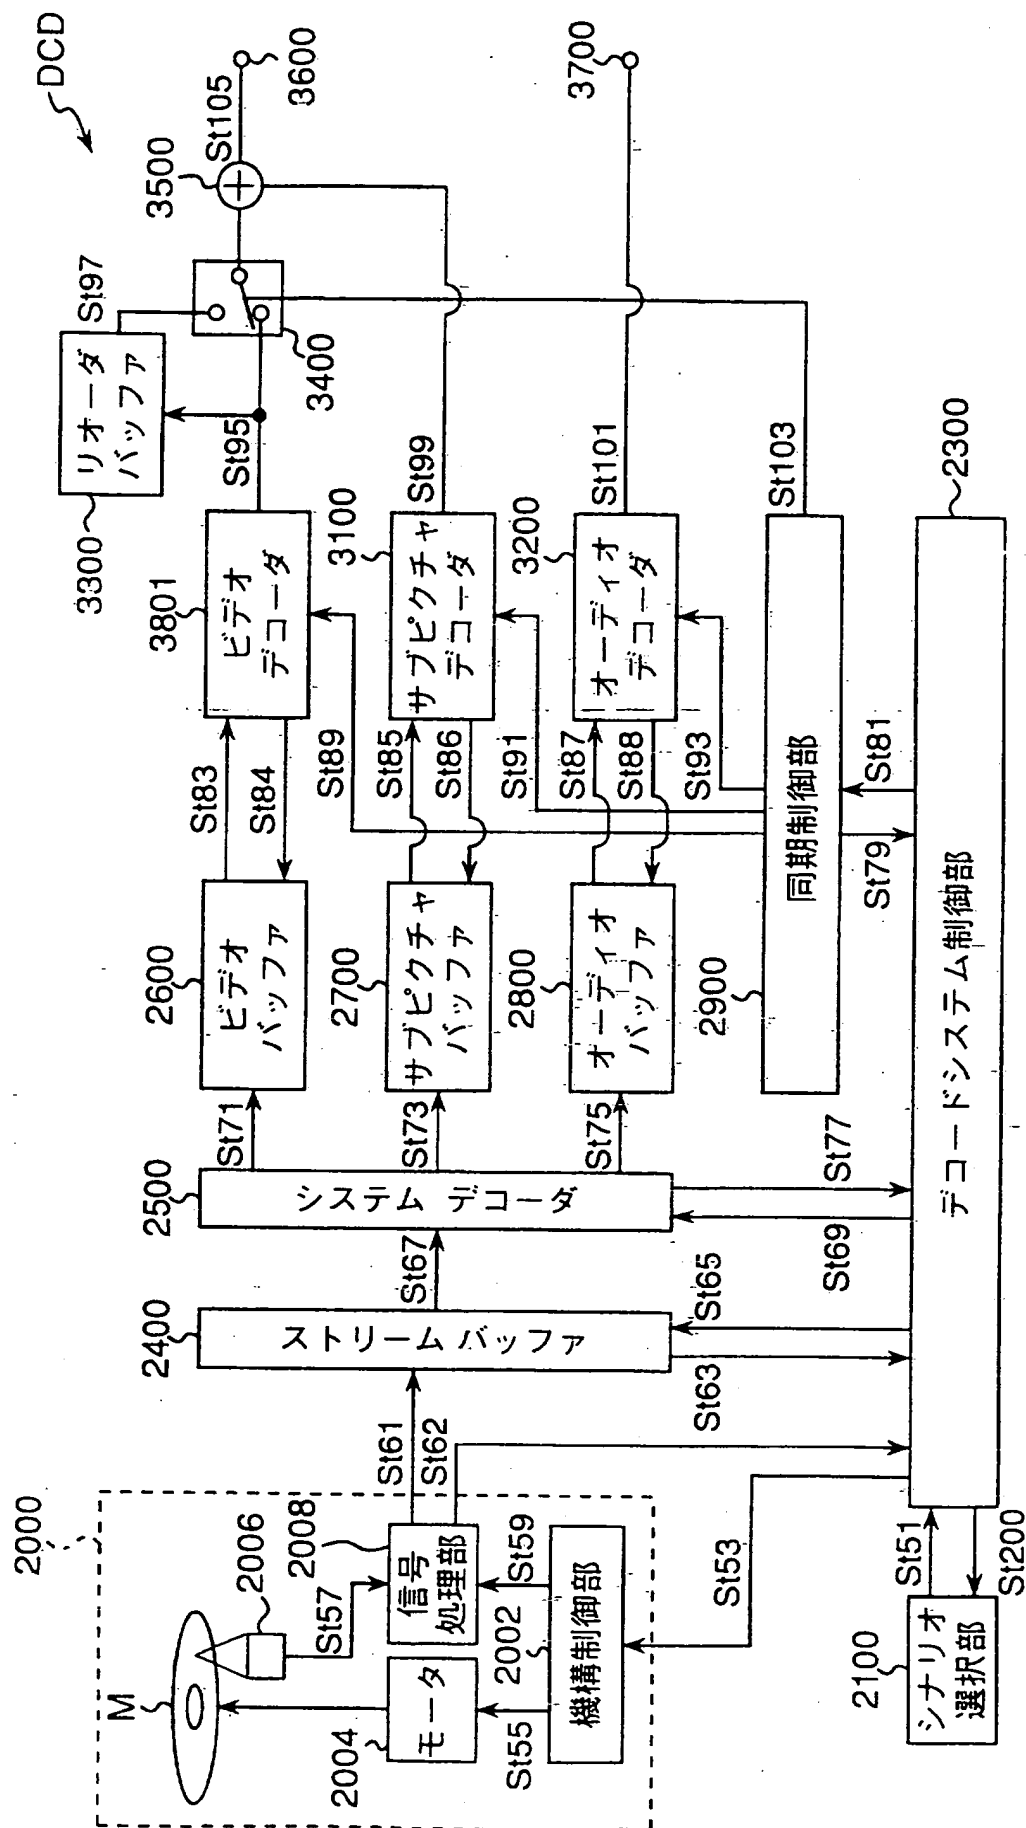 DCD
2000
M
2006
St57
2004
モータ
2008
信号
処理部
St55
2002
St59
機構制御部
St61
St62
St53
2100
シナリオ
選択部
St51
St200
2400
ストリーム バッファ
St63
St65
St67
2500
システム デコーダ
St69
St77
St71
St73
St75
2600
ビデオ
バッファ
2700
サブピクチャ
バッファ
2800
オーディオ
バッファ
St83
St84
St89
St85
St86
St91
St87
St88
St93
3801
ビデオ
デコーダ
3100
サブピクチャ
デコーダ
3200
オーディオ
デコーダ
2900
同期制御部
St79
St81
2300
デコードシステム制御部
3300
リオーダ
バッファ
St95
St97
3400
St99
St101
St103
3500
St105
3600
3700